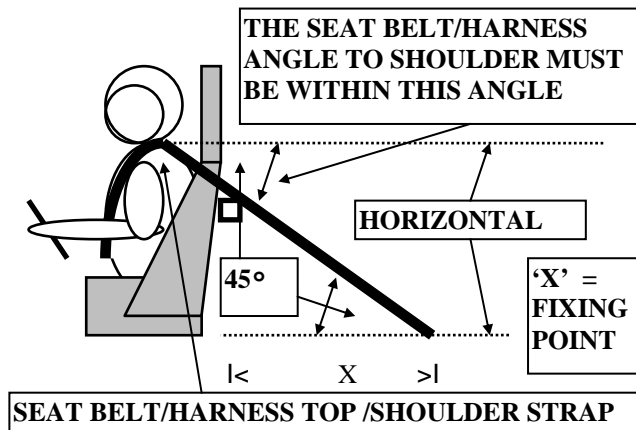 THE SEAT BELT/HARNESS
ANGLE TO SHOULDER MUST
BE WITHIN THIS ANGLE
HORIZONTAL
45°
‘X’ =
FIXING
POINT
|< X >|
SEAT BELT/HARNESS TOP /SHOULDER STRAP